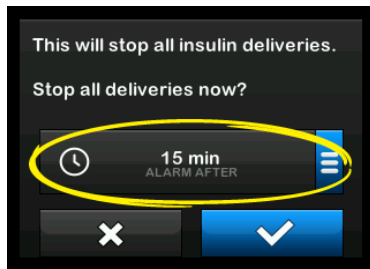 This will stop all insulin deliveries.
Stop all deliveries now?
15 min
ALARM AFTER